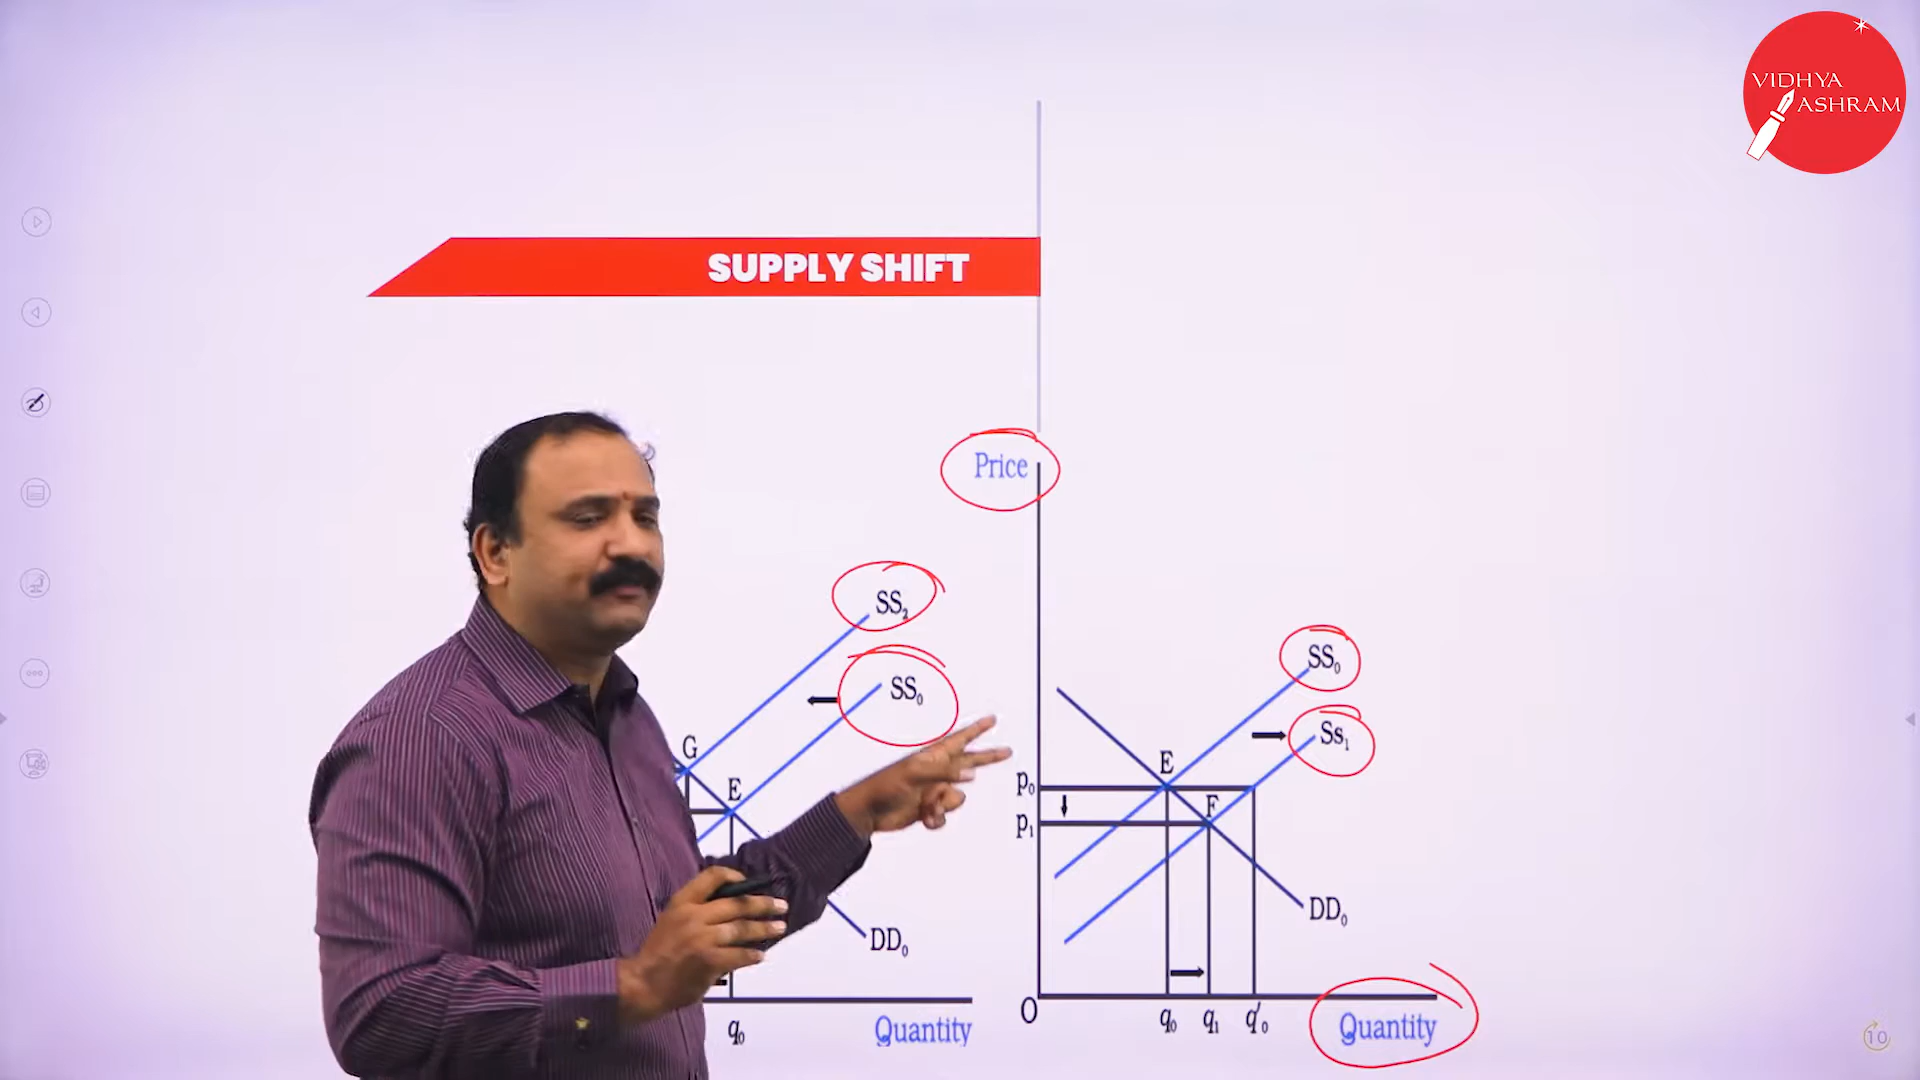 VIDHYA
ASHRAM
SUPPLY SHIFT
Price
SS₂
SS₀
G
E
DD₀
q₀
Quantity
SS₀
Ss₁
E
F
p₀
p₁
DD₀
O
q₀ q₁ q'₀
Quantity
10